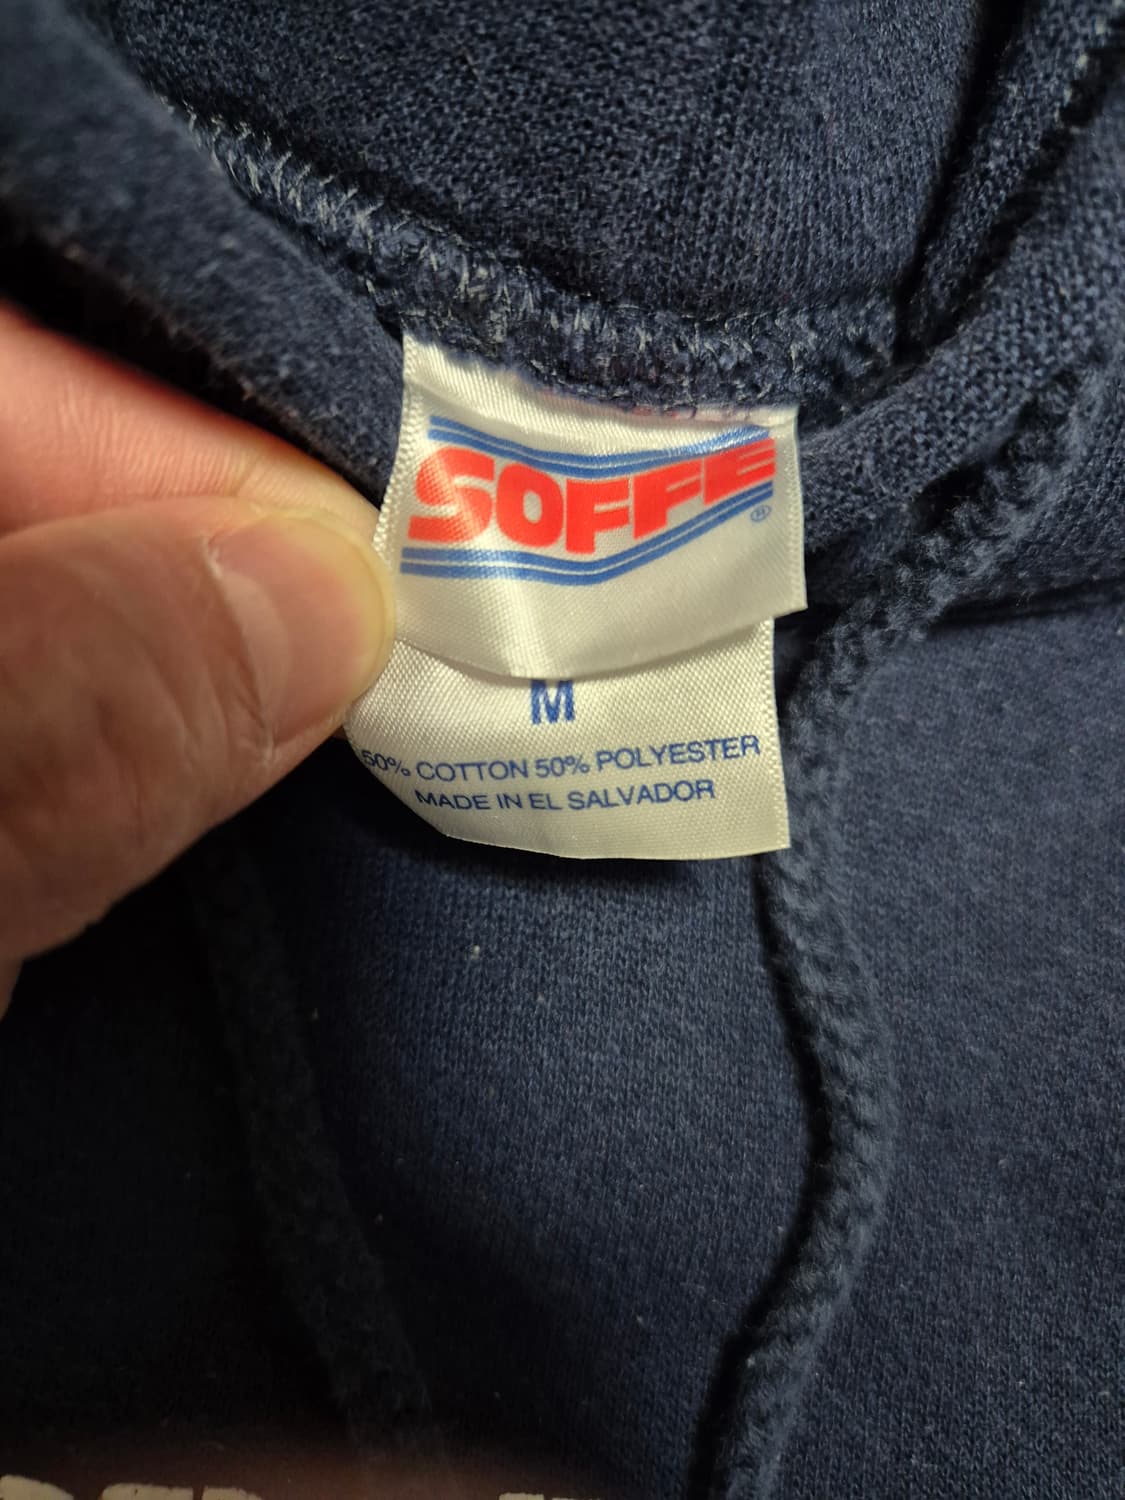 SOFFE ®
M
50% COTTON 50% POLYESTER
MADE IN EL SALVADOR